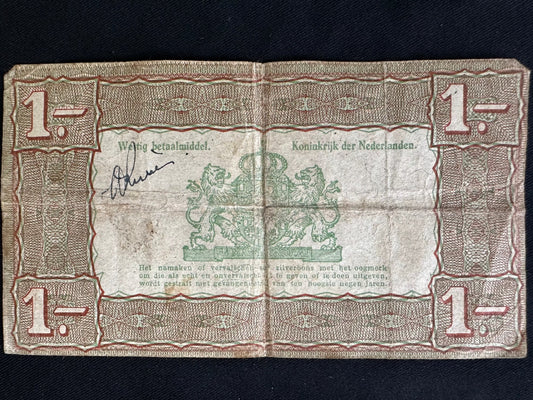 1.- 1.-
Wettig betaalmiddel. Koninkrijk der Nederlanden.
Het namaken of vervalschen van zilverbons met het oogmerk
om die als echt en onvervalscht uit te geven of te doen uitgeven,
wordt gestraft met gevangenisstraf van ten hoogste negen jaren.
1.- 1.-